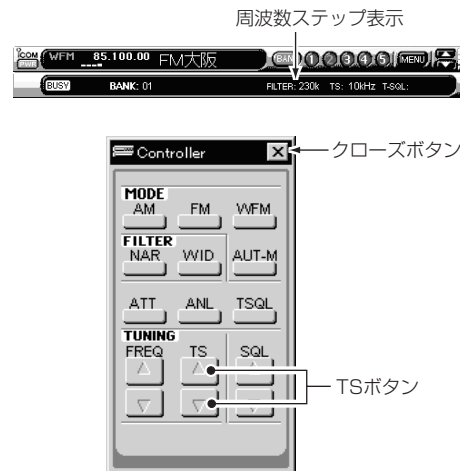 周波数ステップ表示
ICOM WFM 85.100.00 FM大阪 BANK 1 2 3 4 5 MENU
PWR
BUSY BANK: 01 FILTER: 230k TS: 10kHz T-SQL:
Controller
クローズボタン
MODE
AM FM WFM
FILTER
NAR WID AUT-M
ATT ANL TSQL
TUNING
FREQ TS SQL
TSボタン